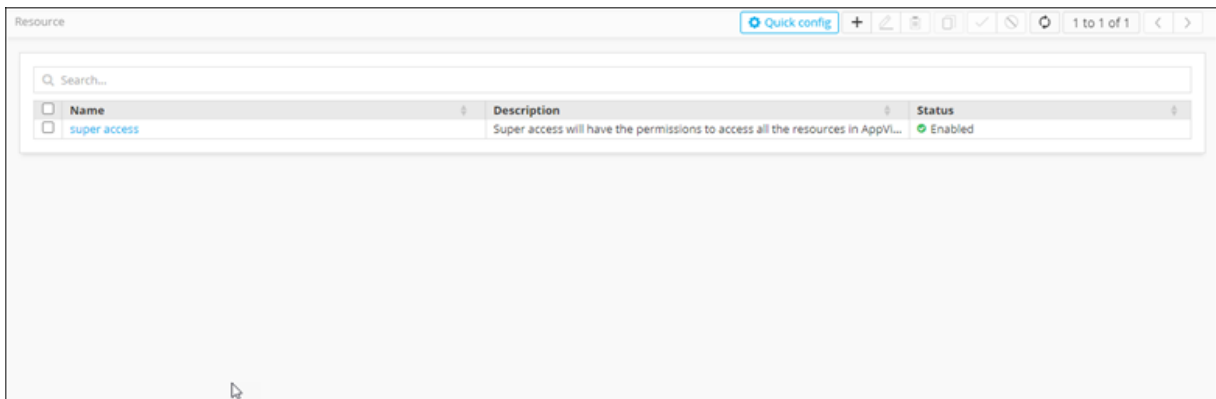 Resource
Quick config
1 to 1 of 1
Search...
Name Description Status
super access Super access will have the permissions to access all the resources in AppVi... Enabled